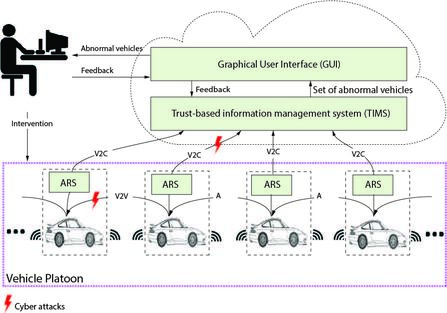 Abnormal vehicles
Graphical User Interface (GUI)
Feedback
Feedback
Set of abnormal vehicles
Trust-based information management system (TIMS)
Intervention
V2C
V2C
V2C
V2C
ARS
ARS
ARS
ARS
V2V
A
A
Vehicle Platoon
Cyber attacks